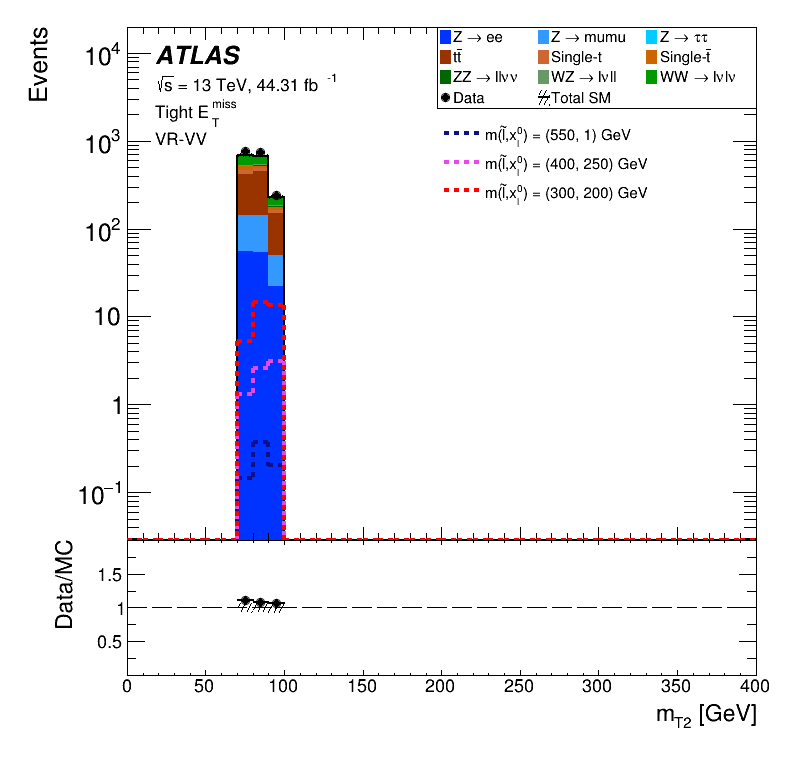 Events
10⁴
10³
10²
10
1
10⁻¹
ATLAS
√s = 13 TeV, 44.31 fb⁻¹
Tight E_T^miss
VR-VV
Z → ee Z → mumu Z → ττ
tt̄ Single-t Single-t̄
ZZ → llνν WZ → lνll WW → lνlν
Data Total SM
m(l̃,x̃₁⁰) = (550, 1) GeV
m(l̃,x̃₁⁰) = (400, 250) GeV
m(l̃,x̃₁⁰) = (300, 200) GeV
Data/MC
1.5
1
0.5
0 50 100 150 200 250 300 350 400
m_T2 [GeV]